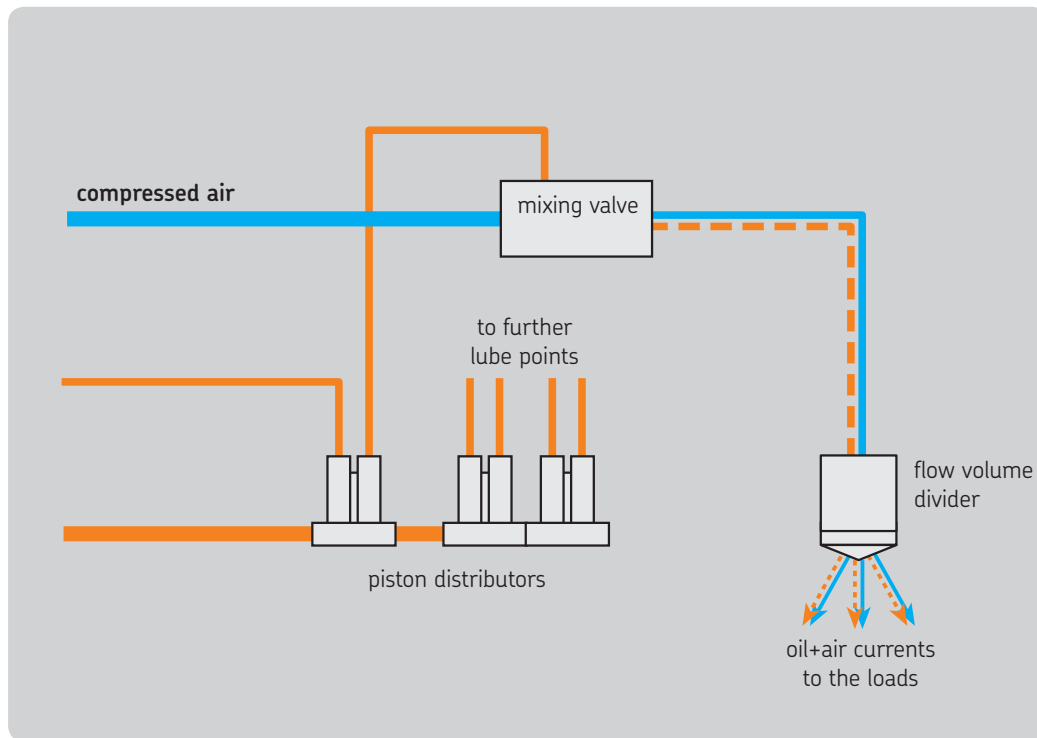 compressed air
mixing valve
to further
lube points
flow volume
divider
piston distributors
oil+air currents
to the loads